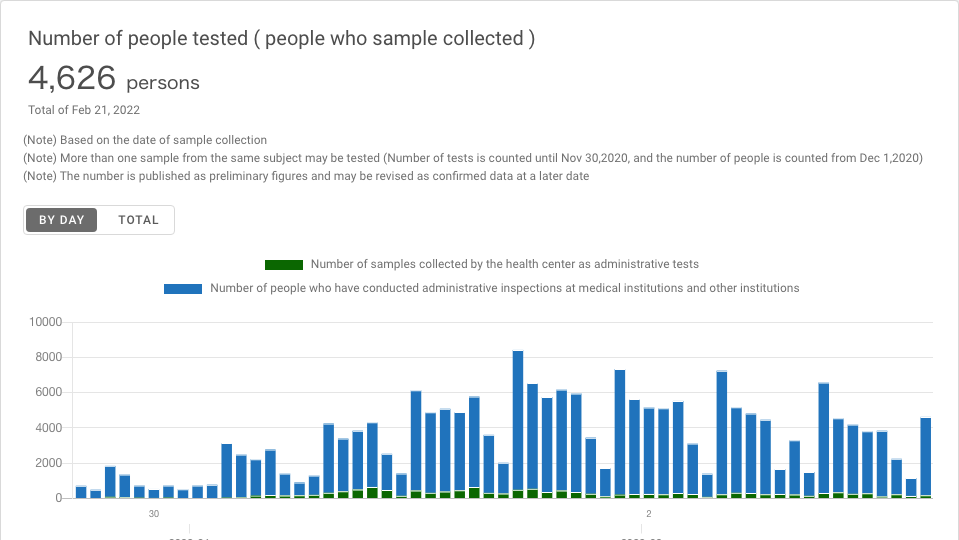 Number of people tested ( people who sample collected )
4,626 persons
Total of Feb 21, 2022
(Note) Based on the date of sample collection
(Note) More than one sample from the same subject may be tested (Number of tests is counted until Nov 30,2020, and the number of people is counted from Dec 1,2020)
(Note) The number is published as preliminary figures and may be revised as confirmed data at a later date
BY DAY TOTAL
Number of samples collected by the health center as administrative tests
Number of people who have conducted administrative inspections at medical institutions and other institutions
10000
8000
6000
4000
2000
0
30 2